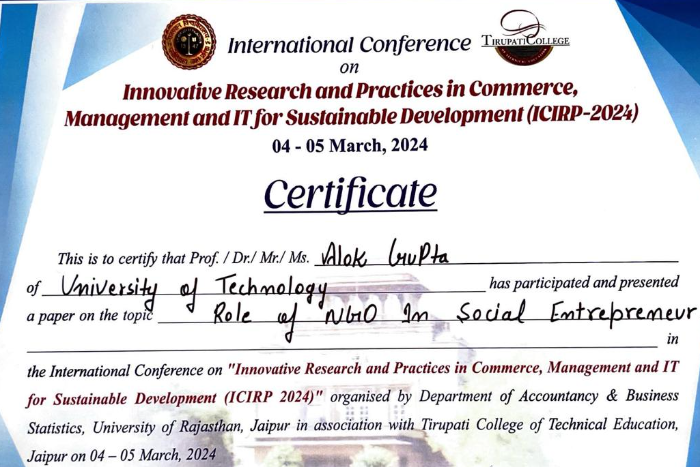 International Conference
TIRUPATI COLLEGE
on
Innovative Research and Practices in Commerce,
Management and IT for Sustainable Development (ICIRP-2024)
04 - 05 March, 2024
Certificate
This is to certify that Prof. / Dr./ Mr./ Ms. Alok Gupta
of University of Technology has participated and presented
a paper on the topic Role of NGO In Social Entrepreneur
in
the International Conference on "Innovative Research and Practices in Commerce, Management and IT
for Sustainable Development (ICIRP 2024)" organised by Department of Accountancy & Business
Statistics, University of Rajasthan, Jaipur in association with Tirupati College of Technical Education,
Jaipur on 04 – 05 March, 2024